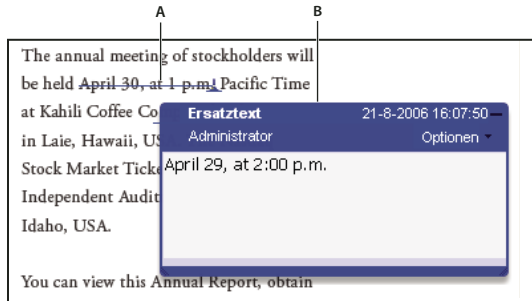 A B
The annual meeting of stockholders will
be held April 30, at 1 p.m. Pacific Time
at Kahili Coffee Co
in Laie, Hawaii, US
Stock Market Ticke
Independent Audit
Idaho, USA.
Ersatztext 21-8-2006 16:07:50
Administrator Optionen
April 29, at 2:00 p.m.
You can view this Annual Report, obtain